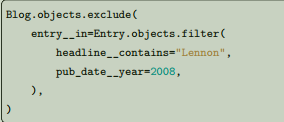 Blog.objects.exclude(
    entry__in=Entry.objects.filter(
        headline__contains="Lennon",
        pub_date__year=2008,
    ),
)